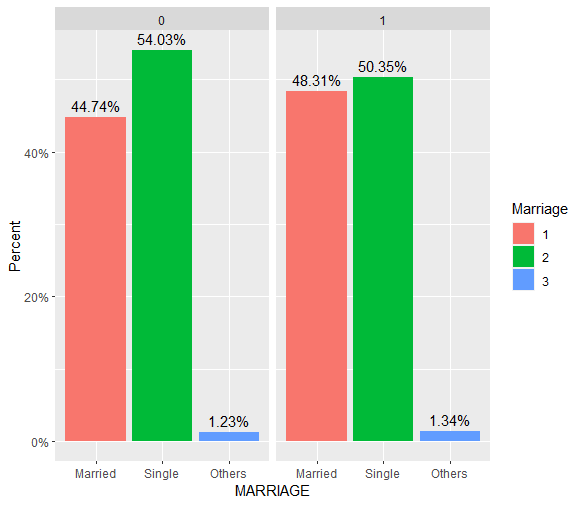 0
1
54.03%
50.35%
48.31%
44.74%
40%
20%
0%
1.23%
1.34%
Percent
Married
Single
Others
Married
Single
Others
MARRIAGE
Marriage
1
2
3